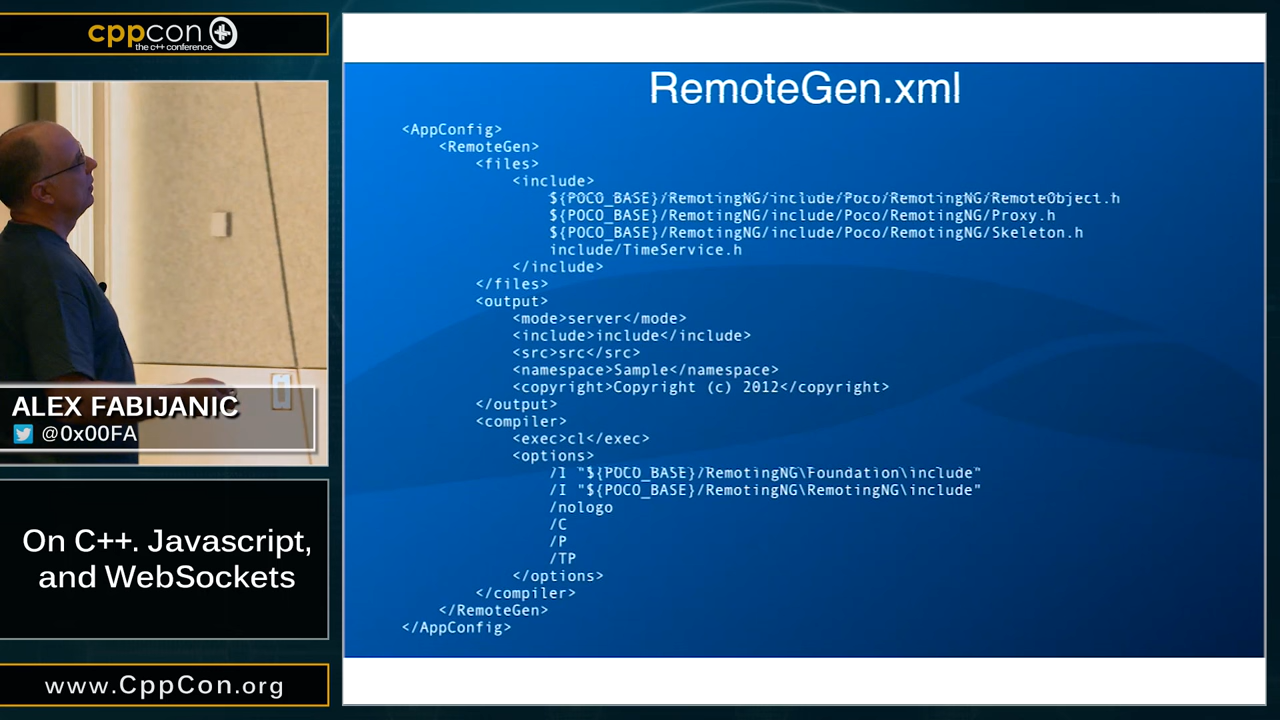 cppcon
the c++ conference
ALEX FABIJANIC
@0x00FA
On C++. Javascript,
and WebSockets
www.CppCon.org
RemoteGen.xml
<AppConfig>
<RemoteGen>
<files>
<include>
${POCO_BASE}/RemotingNG/include/Poco/RemotingNG/RemoteObject.h
${POCO_BASE}/RemotingNG/include/Poco/RemotingNG/Proxy.h
${POCO_BASE}/RemotingNG/include/Poco/RemotingNG/Skeleton.h
include/TimeService.h
</include>
</files>
<output>
<mode>server</mode>
<include>include</include>
<src>src</src>
<namespace>Sample</namespace>
<copyright>Copyright (c) 2012</copyright>
</output>
<compiler>
<exec>cl</exec>
<options>
/I "${POCO_BASE}/RemotingNG\Foundation\include"
/I "${POCO_BASE}/RemotingNG\RemotingNG\include"
/nologo
/C
/P
/TP
</options>
</compiler>
</RemoteGen>
</AppConfig>